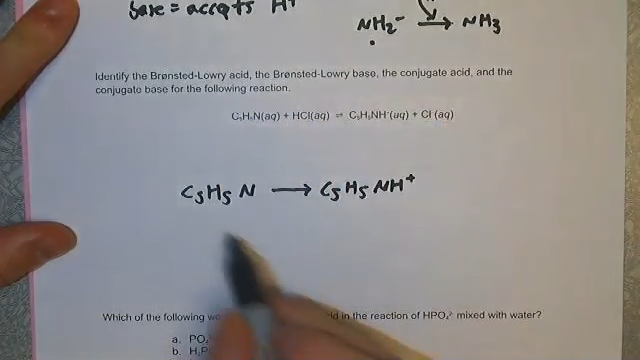 base = accepts H⁺
NH₂⁻ → NH₃
Identify the Brønsted-Lowry acid, the Brønsted-Lowry base, the conjugate acid, and the
conjugate base for the following reaction.
C₅H₅N(aq) + HCl(aq) ⇌ C₅H₅NH⁺(aq) + Cl⁻(aq)
C₅H₅N → C₅H₅NH⁺
Which of the following in the reaction of HPO₄²⁻ mixed with water?
a. PO₄
b. H₂P